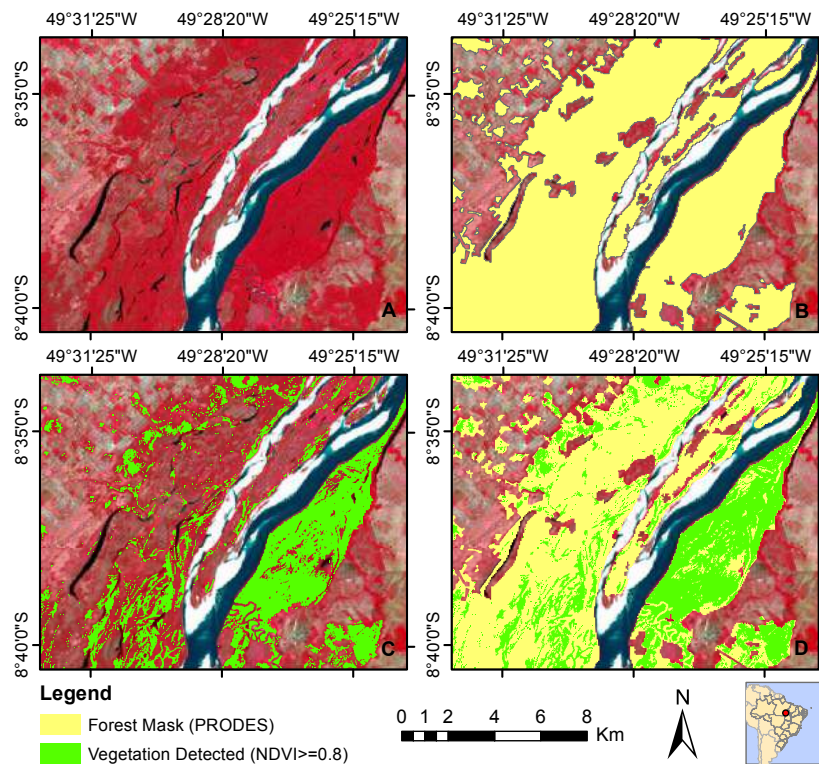 49°31'25"W 49°28'20"W 49°25'15"W
49°31'25"W 49°28'20"W 49°25'15"W
8°35'0"S
8°35'0"S
A
B
8°40'0"S
8°40'0"S
49°31'25"W 49°28'20"W 49°25'15"W
49°31'25"W 49°28'20"W 49°25'15"W
8°35'0"S
8°35'0"S
C
D
8°40'0"S
8°40'0"S
Legend
Forest Mask (PRODES)
Vegetation Detected (NDVI>=0.8)
0 1 2 4 6 8
Km
N